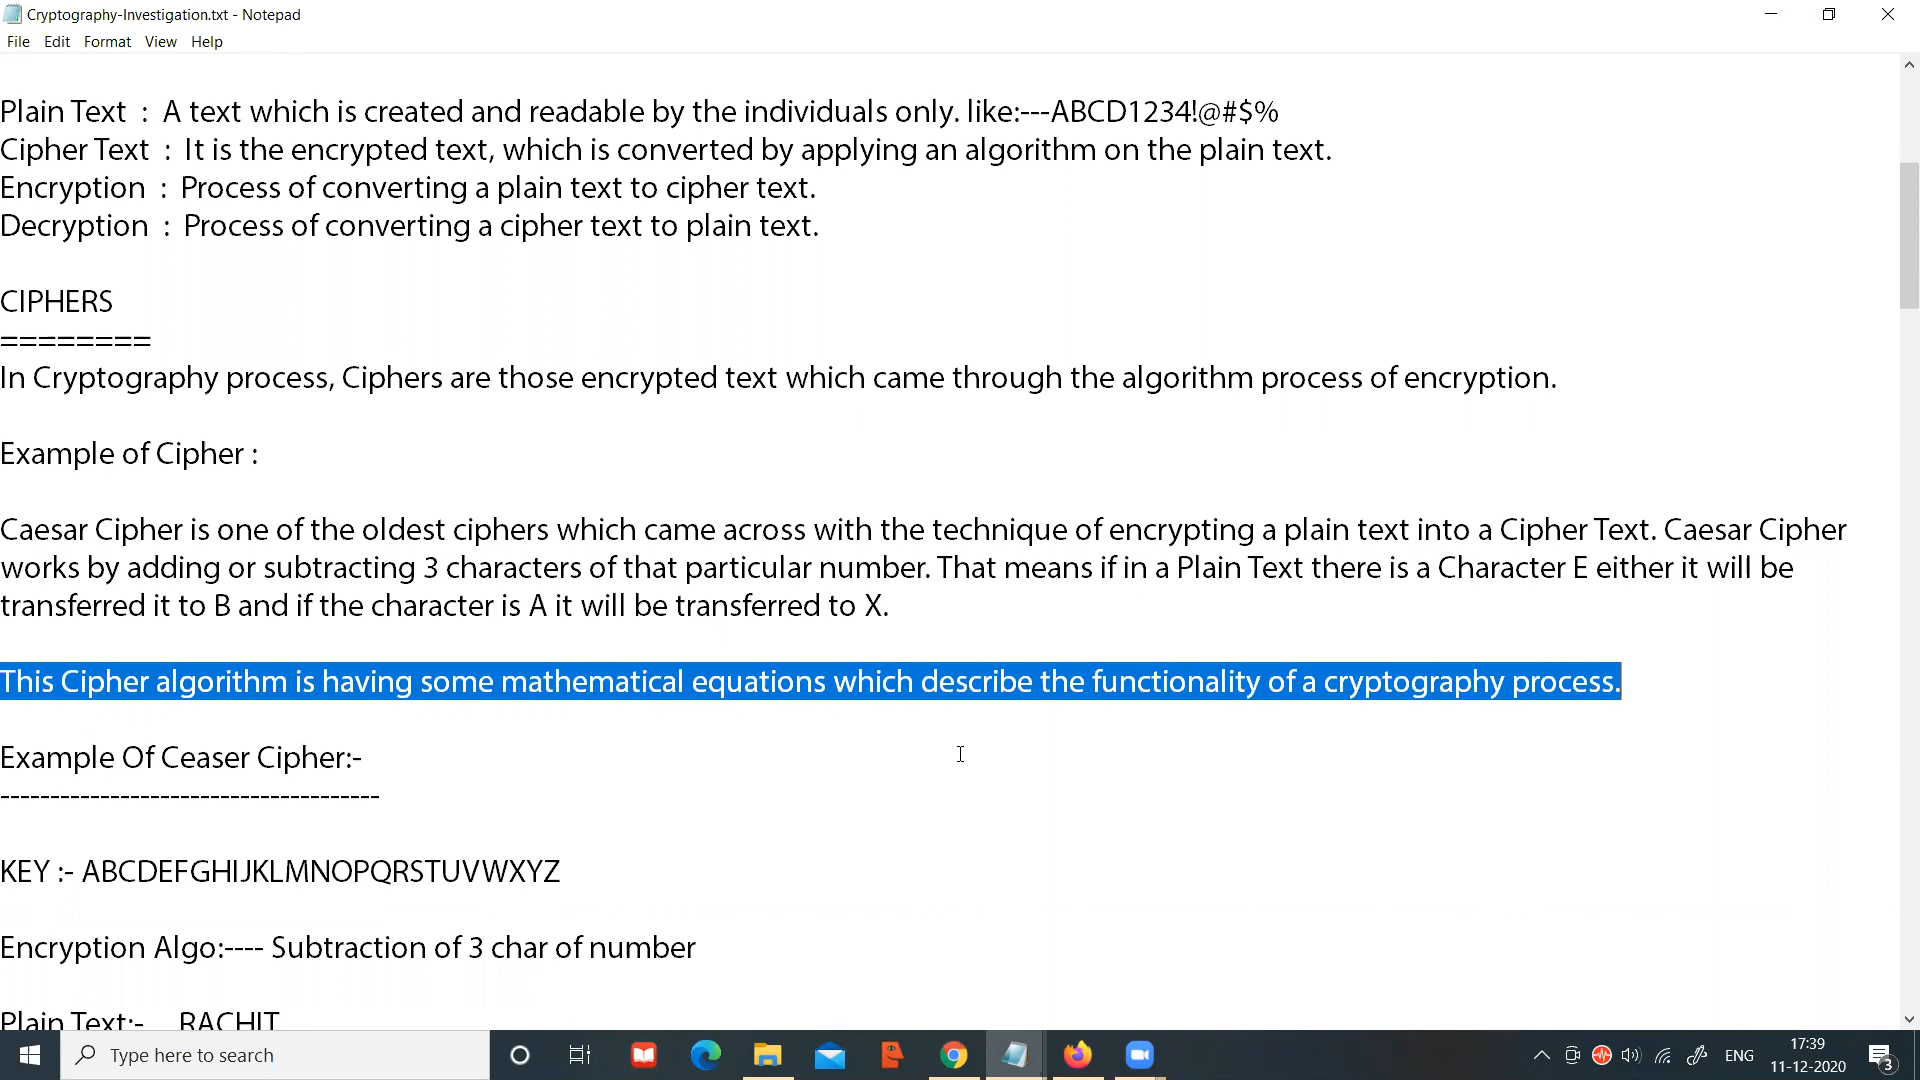 Cryptography-Investigation.txt - Notepad
File Edit Format View Help
Plain Text : A text which is created and readable by the individuals only. like:---ABCD1234!@#$%
Cipher Text : It is the encrypted text, which is converted by applying an algorithm on the plain text.
Encryption : Process of converting a plain text to cipher text.
Decryption : Process of converting a cipher text to plain text.
CIPHERS
========
In Cryptography process, Ciphers are those encrypted text which came through the algorithm process of encryption.
Example of Cipher :
Caesar Cipher is one of the oldest ciphers which came across with the technique of encrypting a plain text into a Cipher Text. Caesar Cipher
works by adding or subtracting 3 characters of that particular number. That means if in a Plain Text there is a Character E either it will be
transferred it to B and if the character is A it will be transferred to X.
This Cipher algorithm is having some mathematical equations which describe the functionality of a cryptography process.
Example Of Ceaser Cipher:-
--------------------------------------
KEY :- ABCDEFGHIJKLMNOPQRSTUVWXYZ
Encryption Algo:---- Subtraction of 3 char of number
Plain Text:- RACHIT
Type here to search
ENG
17:39
11-12-2020
3